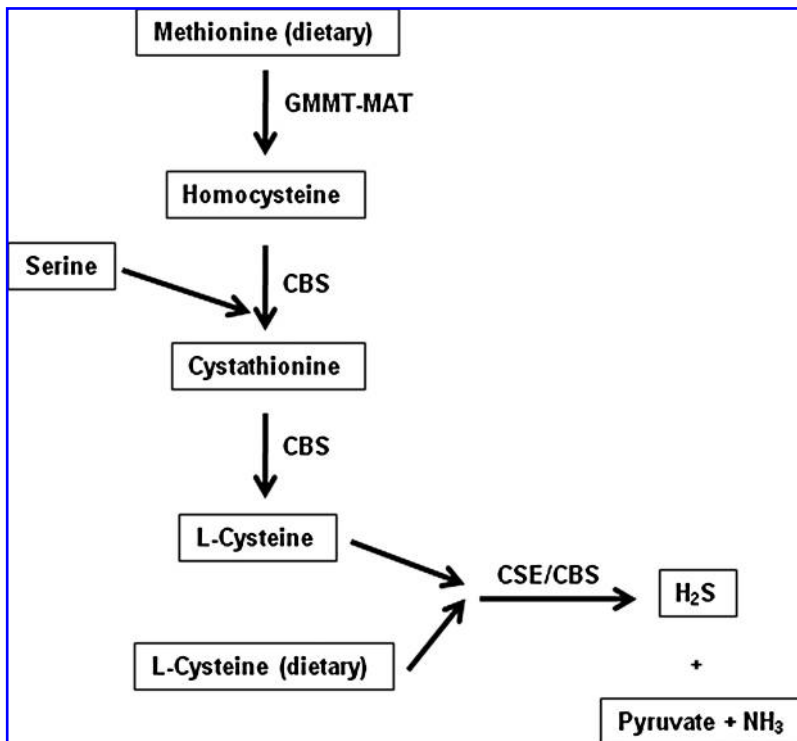 Methionine (dietary)
GMMT-MAT
Homocysteine
Serine
CBS
Cystathionine
CBS
L-Cysteine
CSE/CBS
H₂S
L-Cysteine (dietary)
+
Pyruvate + NH₃